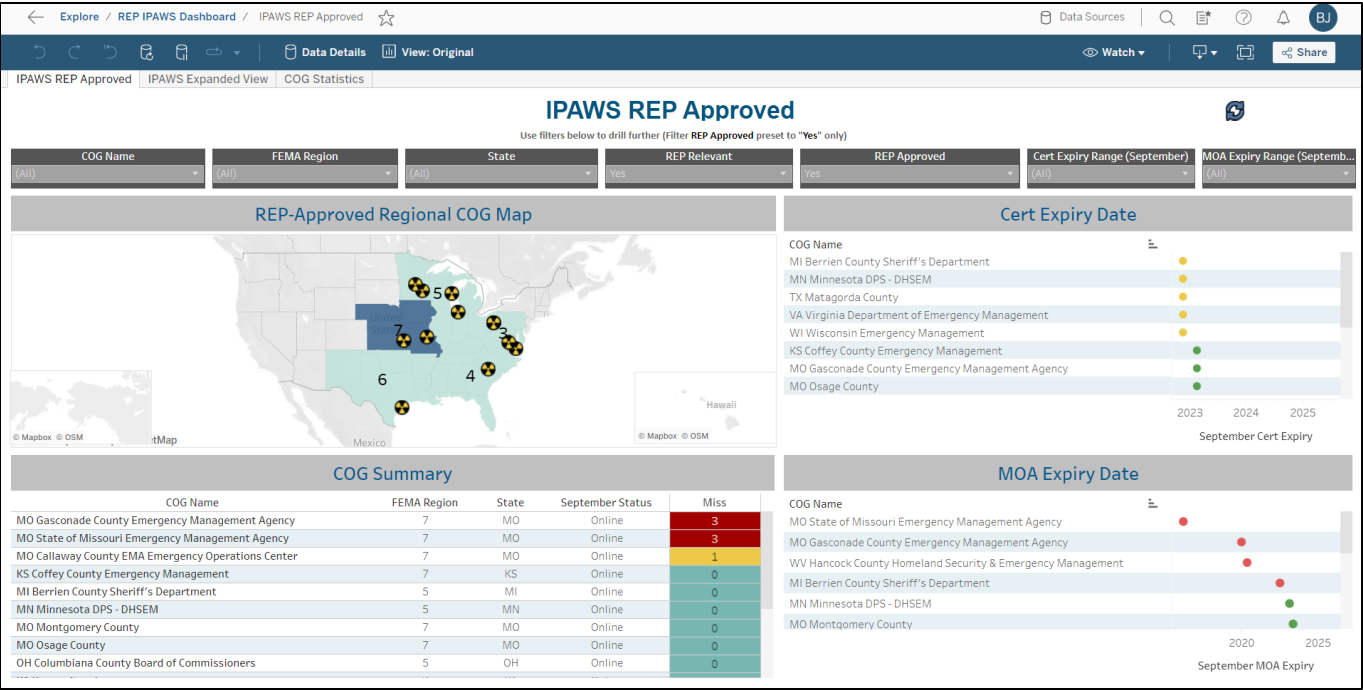 Explore / REP IPAWS Dashboard / IPAWS REP Approved
Data Sources
BJ
Data Details
View: Original
Watch
Share
IPAWS REP Approved
IPAWS Expanded View
COG Statistics
IPAWS REP Approved
Use filters below to drill further (Filter REP Approved preset to "Yes" only)
COG Name
FEMA Region
State
REP Relevant
REP Approved
Cert Expiry Range (September)
MOA Expiry Range (Septemb...
(All)
(All)
(All)
Yes
Yes
(All)
(All)
REP-Approved Regional COG Map
United
States
5
7
3
6
4
Hawaii
Mexico
© Mapbox © OSM
etMap
© Mapbox © OSM
Cert Expiry Date
COG Name
MI Berrien County Sheriff's Department
MN Minnesota DPS - DHSEM
TX Matagorda County
VA Virginia Department of Emergency Management
WI Wisconsin Emergency Management
KS Coffey County Emergency Management
MO Gasconade County Emergency Management Agency
MO Osage County
2023 2024 2025
September Cert Expiry
COG Summary
COG Name FEMA Region State September Status Miss
MO Gasconade County Emergency Management Agency 7 MO Online 3
MO State of Missouri Emergency Management Agency 7 MO Online 3
MO Callaway County EMA Emergency Operations Center 7 MO Online 1
KS Coffey County Emergency Management 7 KS Online 0
MI Berrien County Sheriff's Department 5 MI Online 0
MN Minnesota DPS - DHSEM 5 MN Online 0
MO Montgomery County 7 MO Online 0
MO Osage County 7 MO Online 0
OH Columbiana County Board of Commissioners 5 OH Online 0
MOA Expiry Date
COG Name
MO State of Missouri Emergency Management Agency
MO Gasconade County Emergency Management Agency
WV Hancock County Homeland Security & Emergency Management
MI Berrien County Sheriff's Department
MN Minnesota DPS - DHSEM
MO Montgomery County
2020 2025
September MOA Expiry